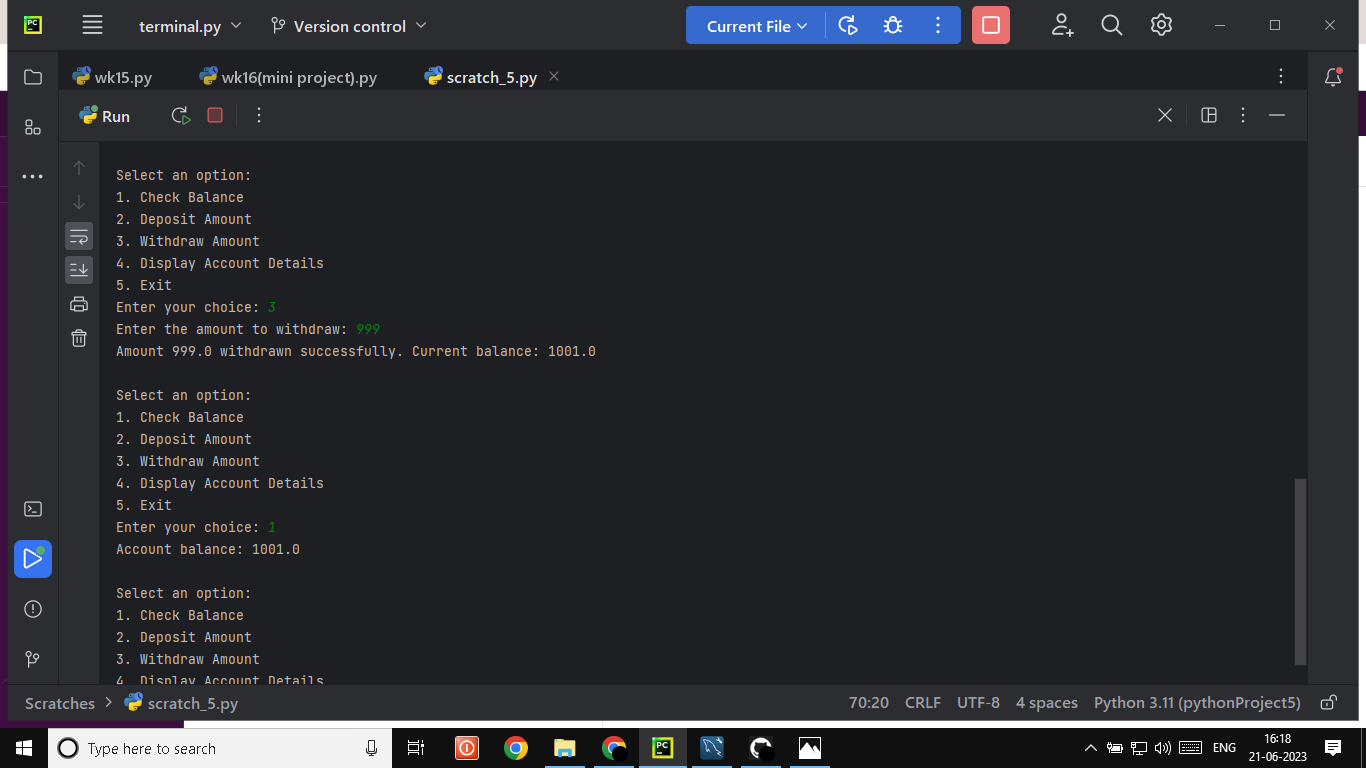 PC
terminal.py
Version control
Current File
wk15.py
wk16(mini project).py
scratch_5.py
Run
Select an option:
1. Check Balance
2. Deposit Amount
3. Withdraw Amount
4. Display Account Details
5. Exit
Enter your choice: 3
Enter the amount to withdraw: 999
Amount 999.0 withdrawn successfully. Current balance: 1001.0
Select an option:
1. Check Balance
2. Deposit Amount
3. Withdraw Amount
4. Display Account Details
5. Exit
Enter your choice: 1
Account balance: 1001.0
Select an option:
1. Check Balance
2. Deposit Amount
3. Withdraw Amount
4. Display Account Details
Scratches
scratch_5.py
70:20
CRLF
UTF-8
4 spaces
Python 3.11 (pythonProject5)
Type here to search
PC
ENG
16:18
21-06-2023